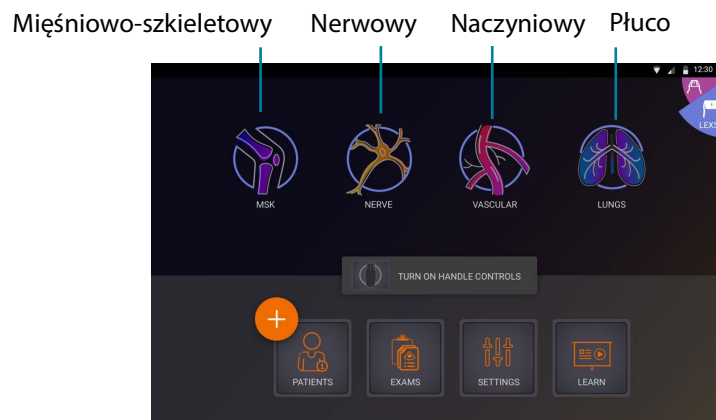 Mięśniowo-szkieletowy Nerwowy Naczyniowy Płuco
12:30
LEXS
MSK NERVE VASCULAR LUNGS
TURN ON HANDLE CONTROLS
PATIENTS EXAMS SETTINGS LEARN